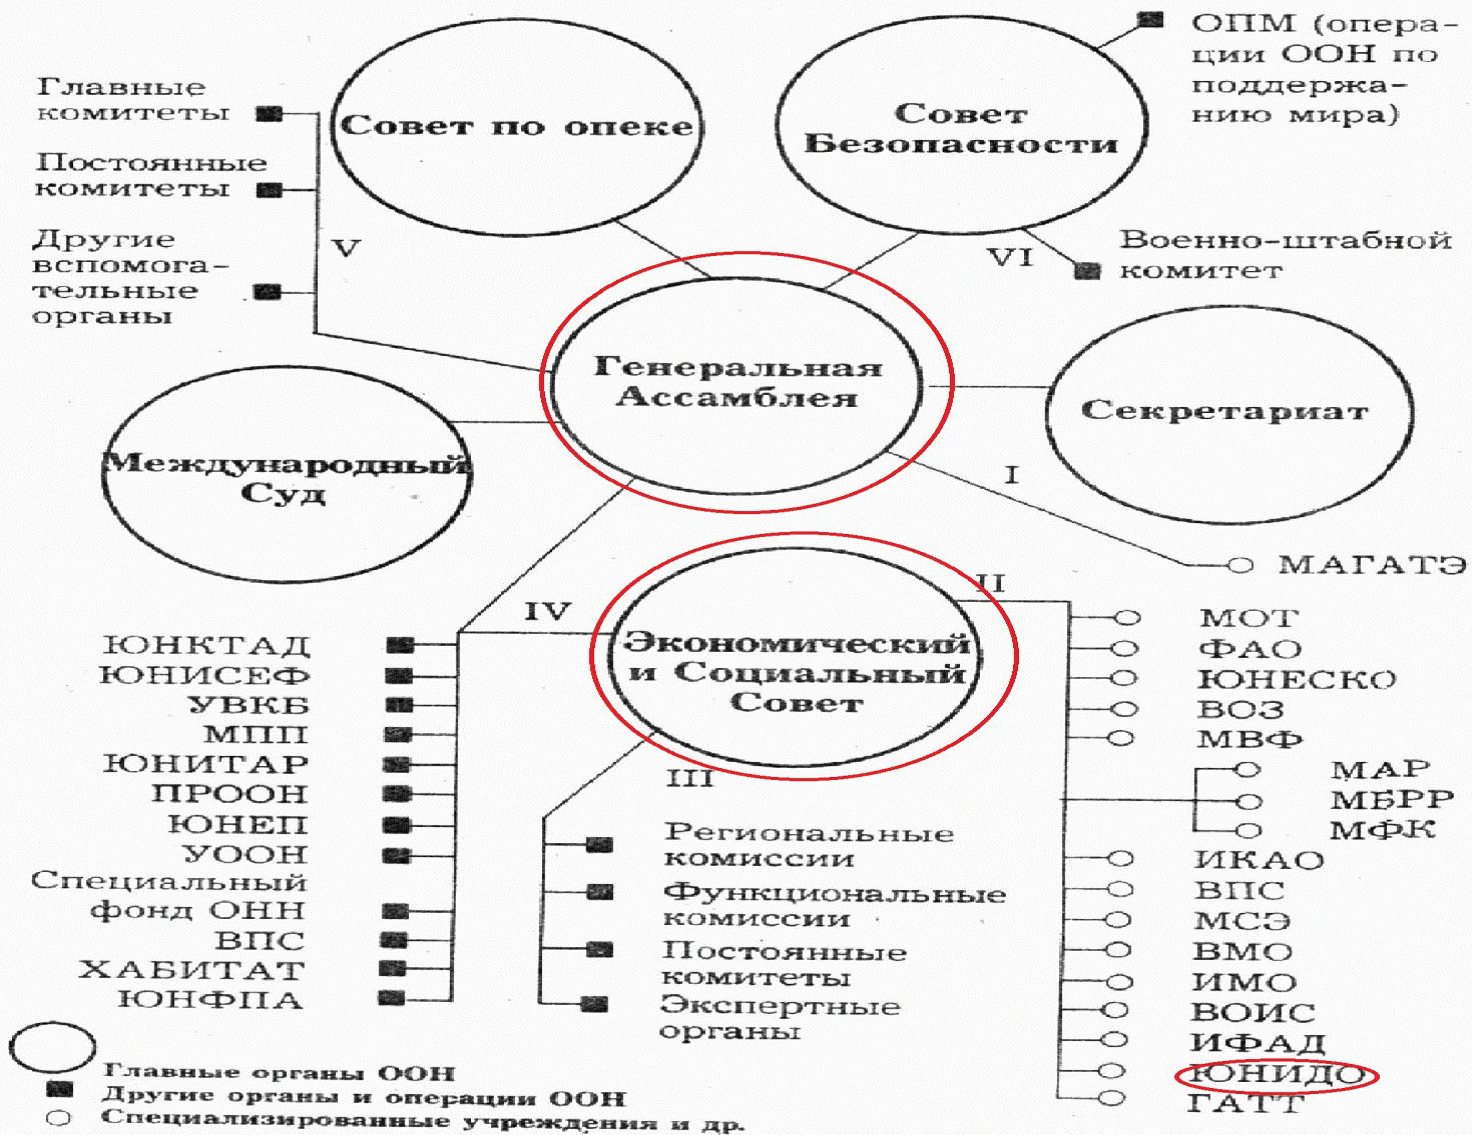 Совет по опеке
Совет
Безопасности
ОПМ (опера-
ции ООН по
поддержа-
нию мира)
Главные
комитеты
Постоянные
комитеты
Другие
вспомога-
тельные
органы
V
VI
Военно-штабной
комитет
Генеральная
Ассамблея
Секретариат
Международный
Суд
I
МАГАТЭ
IV
II
Экономический
и Социальный
Совет
III
ЮНКТАД
ЮНИСЕФ
УВКБ
МПП
ЮНИТАР
ПРООН
ЮНЕП
УООН
Специальный
фонд ОНН
ВПС
ХАБИТАТ
ЮНФПА
Региональные
комиссии
Функциональные
комиссии
Постоянные
комитеты
Экспертные
органы
МОТ
ФАО
ЮНЕСКО
ВОЗ
МВФ
МАР
МБРР
МФК
ИКАО
ВПС
МСЭ
ВМО
ИМО
ВОИС
ИФАД
ЮНИДО
ГАТТ
Главные органы ООН
Другие органы и операции ООН
Специализированные учреждения и др.